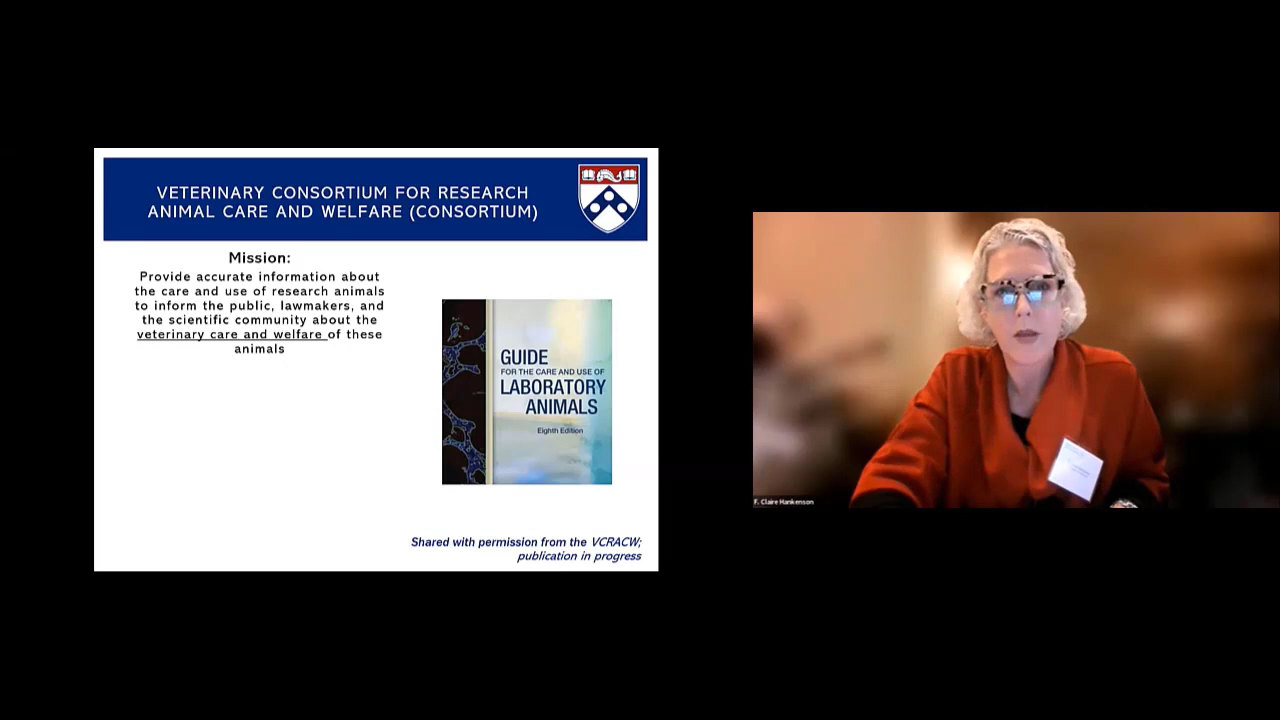 VETERINARY CONSORTIUM FOR RESEARCH
ANIMAL CARE AND WELFARE (CONSORTIUM)
Mission:
Provide accurate information about
the care and use of research animals
to inform the public, lawmakers, and
the scientific community about the
veterinary care and welfare of these
animals
GUIDE
FOR THE CARE AND USE OF
LABORATORY
ANIMALS
Eighth Edition
Shared with permission from the VCRACW;
publication in progress
F. Claire Hankenson